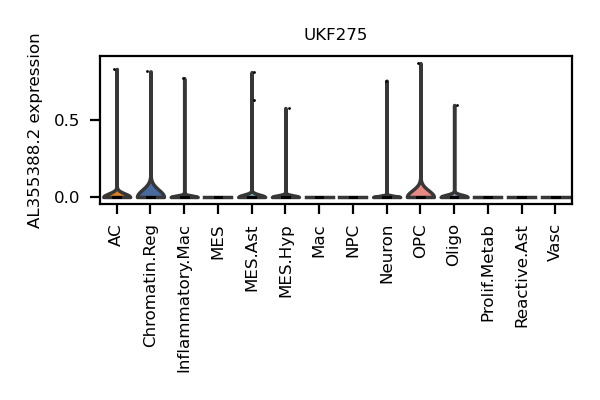 UKF275
AL355388.2 expression
0.5
0.0
AC
Chromatin.Reg
Inflammatory.Mac
MES
MES.Ast
MES.Hyp
Mac
NPC
Neuron
OPC
Oligo
Prolif.Metab
Reactive.Ast
Vasc